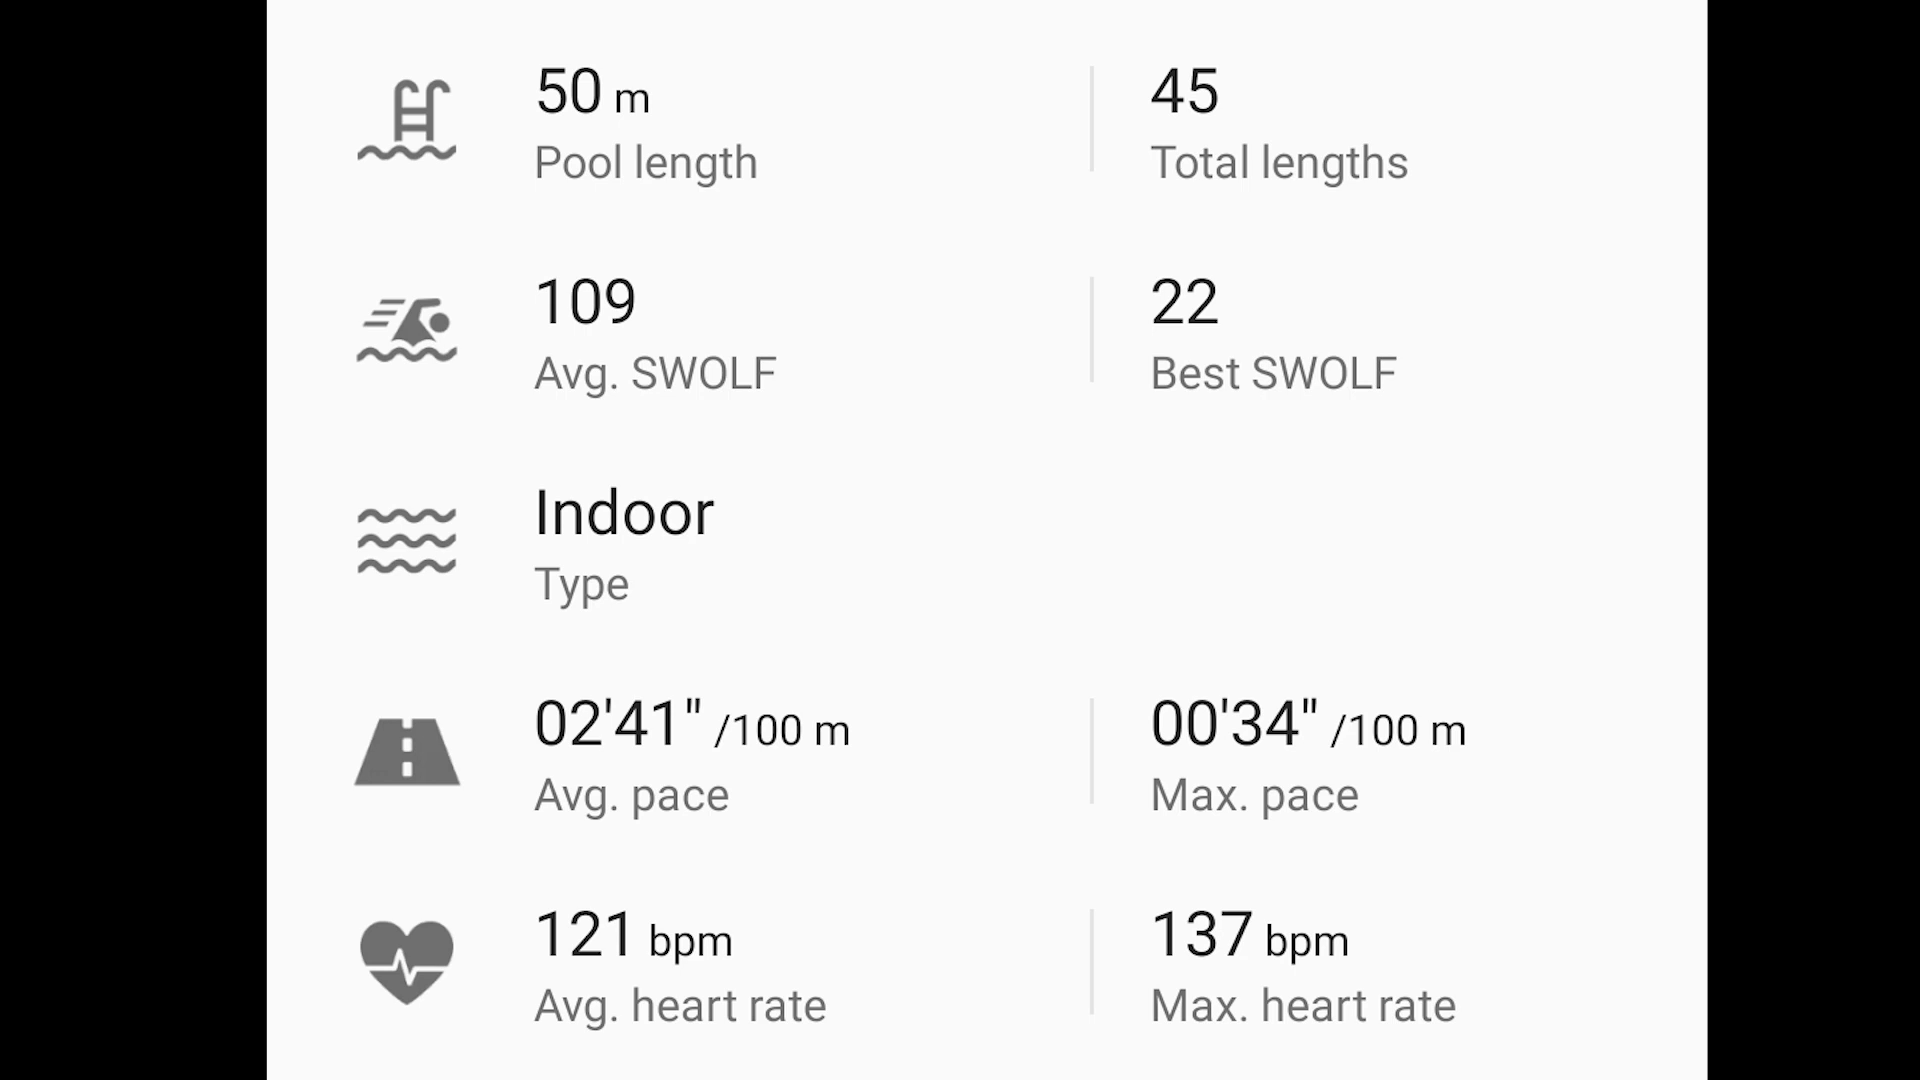 50 m
45
Pool length
Total lengths
109
22
Avg. SWOLF
Best SWOLF
Indoor
Type
02'41" /100 m
00'34" /100 m
Avg. pace
Max. pace
121 bpm
137 bpm
Avg. heart rate
Max. heart rate